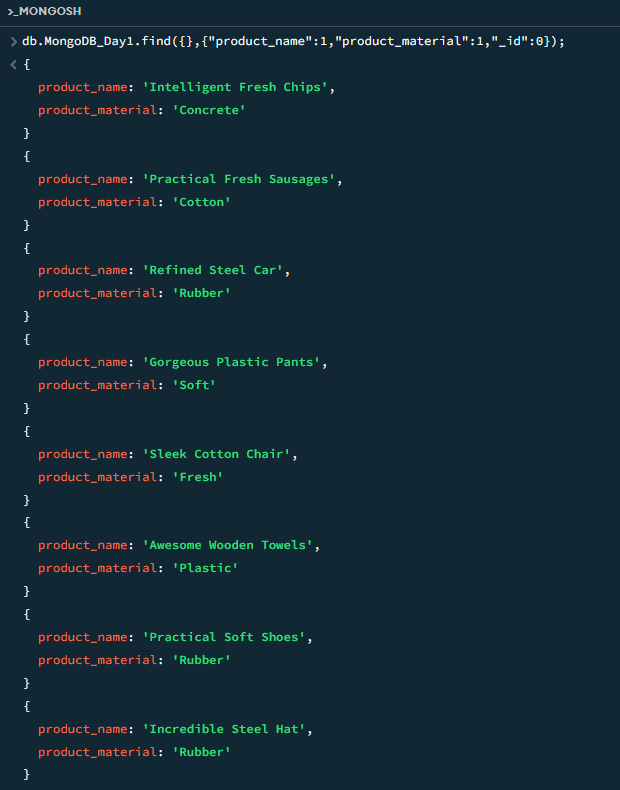 >_MONGOSH
> db.MongoDB_Day1.find({},{"product_name":1,"product_material":1,"_id":0});
< {
product_name: 'Intelligent Fresh Chips',
product_material: 'Concrete'
}
{
product_name: 'Practical Fresh Sausages',
product_material: 'Cotton'
}
{
product_name: 'Refined Steel Car',
product_material: 'Rubber'
}
{
product_name: 'Gorgeous Plastic Pants',
product_material: 'Soft'
}
{
product_name: 'Sleek Cotton Chair',
product_material: 'Fresh'
}
{
product_name: 'Awesome Wooden Towels',
product_material: 'Plastic'
}
{
product_name: 'Practical Soft Shoes',
product_material: 'Rubber'
}
{
product_name: 'Incredible Steel Hat',
product_material: 'Rubber'
}